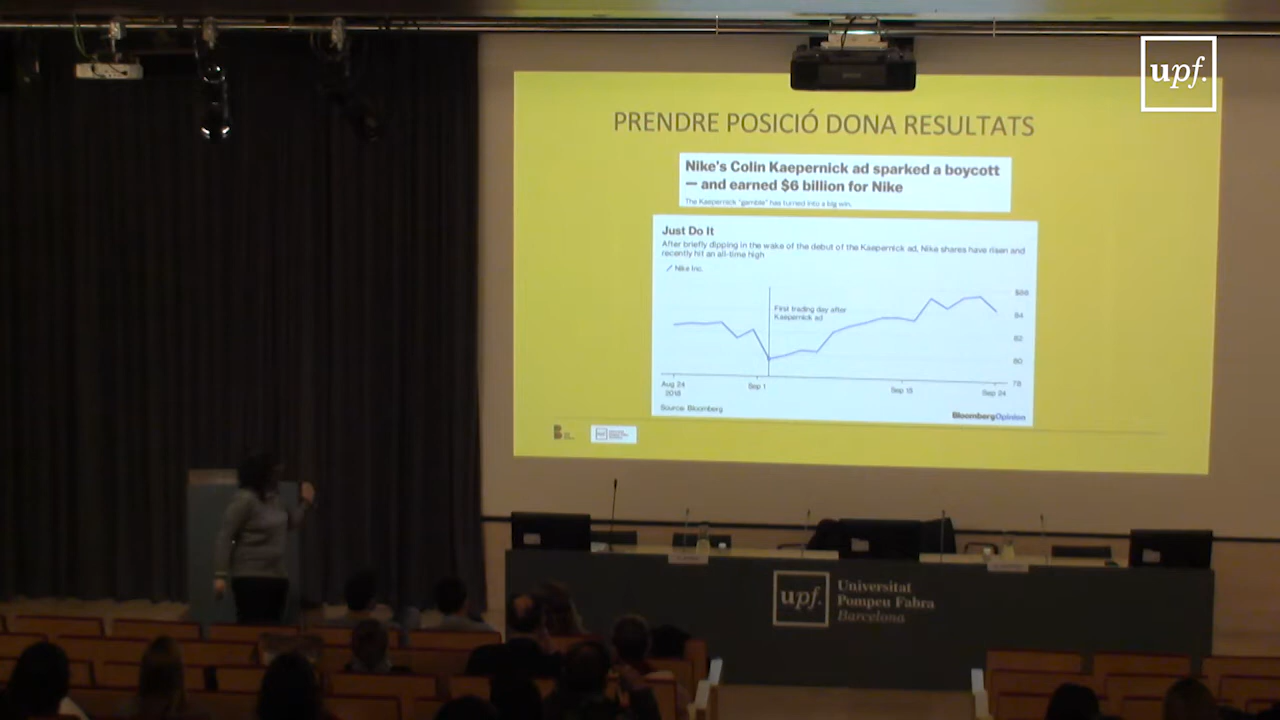 upf.
PRENDRE POSICIÓ DONA RESULTATS
Nike's Colin Kaepernick ad sparked a boycott
— and earned $6 billion for Nike
The Kaepernick "gamble" has turned into a big win.
Just Do It
After briefly dipping in the wake of the debut of the Kaepernick ad, Nike shares have risen and
recently hit an all-time high
Nike Inc.
First trading day after
Kaepernick ad
84
82
80
78
Aug 24
2018
Sep 1
Sep 24
Source: Bloomberg
BloombergOpinion
upf.
Universitat
Pompeu Fabra
Barcelona